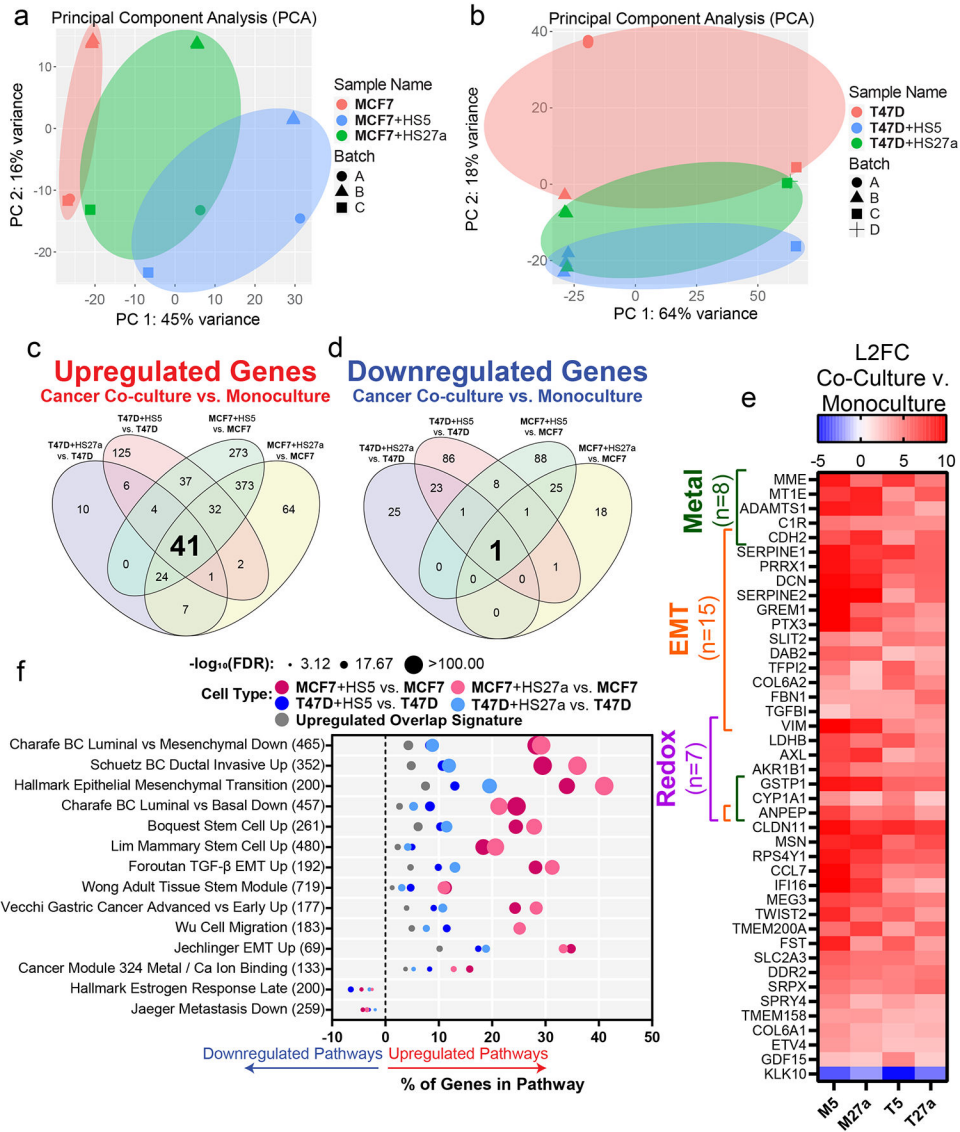 a
Principal Component Analysis (PCA)
PC 2: 16% variance
10
0
-10
-20
-20
-10
0
10
20
30
PC 1: 45% variance
Sample Name
MCF7
MCF7+HS5
MCF7+HS27a
Batch
A
B
C
b
Principal Component Analysis (PCA)
PC 2: 18% variance
40
20
0
-20
-25
0
25
50
PC 1: 64% variance
Sample Name
T47D
T47D+HS5
T47D+HS27a
Batch
A
B
C
D
c
Upregulated Genes
Cancer Co-culture vs. Monoculture
T47D+HS27a
vs. T47D
T47D+HS5
vs. T47D
MCF7+HS5
vs. MCF7
MCF7+HS27a
vs. MCF7
125
273
6
37
373
10
4
32
64
41
0
24
1
2
7
d
Downregulated Genes
Cancer Co-culture vs. Monoculture
T47D+HS27a
vs. T47D
T47D+HS5
vs. T47D
MCF7+HS5
vs. MCF7
MCF7+HS27a
vs. MCF7
86
88
23
8
25
25
1
1
18
1
0
0
0
1
0
e
L2FC
Co-Culture v.
Monoculture
-5
0
5
10
Metal
(n=8)
EMT
(n=15)
Redox
(n=7)
MME
MT1E
ADAMTS1
C1R
CDH2
SERPINE1
PRRX1
DCN
SERPINE2
GREM1
PTX3
SLIT2
DAB2
TFPI2
COL6A2
FBN1
TGFBI
VIM
LDHB
AXL
AKR1B1
GSTP1
CYP1A1
ANPEP
CLDN11
MSN
RPS4Y1
CCL7
IFI16
MEG3
TWIST2
TMEM200A
FST
SLC2A3
DDR2
SRPX
SPRY4
TMEM158
COL6A1
ETV4
GDF15
KLK10
M5
M27a
T5
T27a
f
-log₁₀(FDR):
3.12
17.67
>100.00
Cell Type:
MCF7+HS5 vs. MCF7
MCF7+HS27a vs. MCF7
T47D+HS5 vs. T47D
T47D+HS27a vs. T47D
Upregulated Overlap Signature
Charafe BC Luminal vs Mesenchymal Down (465)
Schuetz BC Ductal Invasive Up (352)
Hallmark Epithelial Mesenchymal Transition (200)
Charafe BC Luminal vs Basal Down (457)
Boquest Stem Cell Up (261)
Lim Mammary Stem Cell Up (480)
Foroutan TGF-β EMT Up (192)
Wong Adult Tissue Stem Module (719)
Vecchi Gastric Cancer Advanced vs Early Up (177)
Wu Cell Migration (183)
Jechlinger EMT Up (69)
Cancer Module 324 Metal / Ca Ion Binding (133)
Hallmark Estrogen Response Late (200)
Jaeger Metastasis Down (259)
-10
0
10
20
30
40
50
Downregulated Pathways
Upregulated Pathways
% of Genes in Pathway